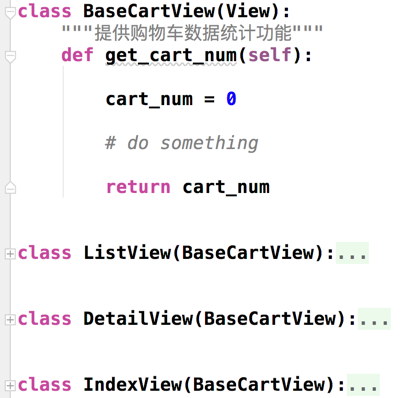 class BaseCartView(View):
"""提供购物车数据统计功能"""
def get_cart_num(self):
cart_num = 0
# do something
return cart_num
class ListView(BaseCartView):...
class DetailView(BaseCartView):...
class IndexView(BaseCartView):...